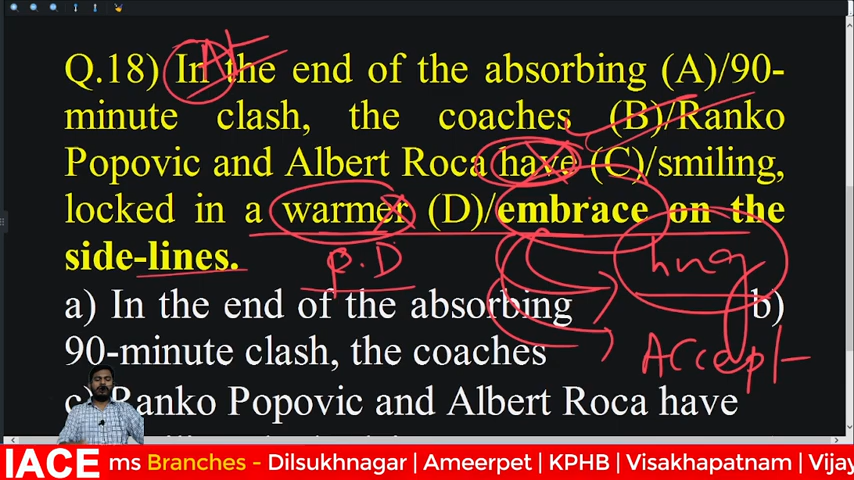 Q.18) In the end of the absorbing (A)/90-
minute clash, the coaches (B)/Ranko
Popovic and Albert Roca have (C)/smiling,
locked in a warmer (D)/embrace on the
side-lines.
At
P.D
hug
Accept
a) In the end of the absorbing b)
90-minute clash, the coaches
c) Ranko Popovic and Albert Roca have
IACE ms Branches - Dilsukhnagar | Ameerpet | KPHB | Visakhapatnam | Vijay